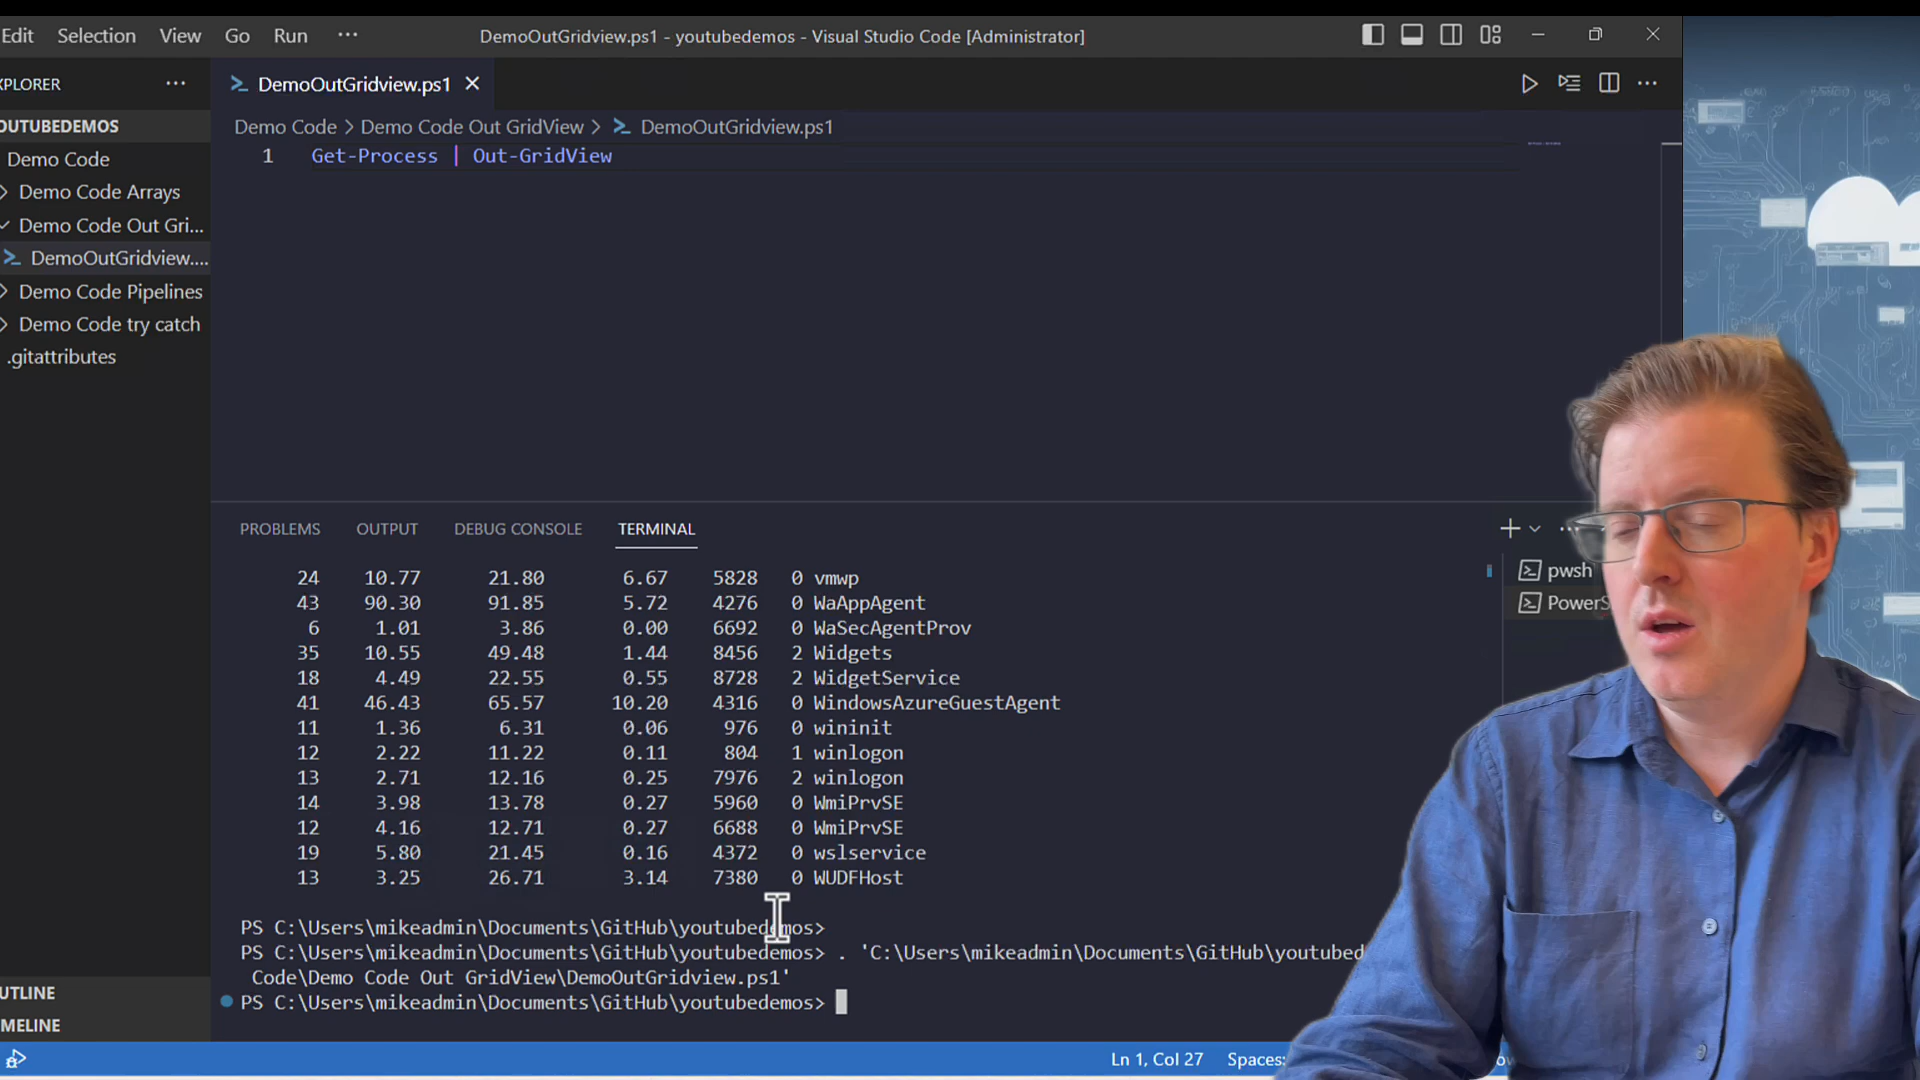 Edit Selection View Go Run ··· DemoOutGridview.ps1 - youtubedemos - Visual Studio Code [Administrator]
XPLORER ···
DemoOutGridview.ps1
OUTUBEDEMOS
Demo Code > Demo Code Out GridView > DemoOutGridview.ps1
1 Get-Process | Out-GridView
Demo Code
Demo Code Arrays
Demo Code Out Gri...
DemoOutGridview....
Demo Code Pipelines
Demo Code try catch
.gitattributes
UTLINE
MELINE
PROBLEMS OUTPUT DEBUG CONSOLE TERMINAL
pwsh
PowerS
24 10.77 21.80 6.67 5828 0 vmwp
43 90.30 91.85 5.72 4276 0 WaAppAgent
6 1.01 3.86 0.00 6692 0 WaSecAgentProv
35 10.55 49.48 1.44 8456 2 Widgets
18 4.49 22.55 0.55 8728 2 WidgetService
41 46.43 65.57 10.20 4316 0 WindowsAzureGuestAgent
11 1.36 6.31 0.06 976 0 wininit
12 2.22 11.22 0.11 804 1 winlogon
13 2.71 12.16 0.25 7976 2 winlogon
14 3.98 13.78 0.27 5960 0 WmiPrvSE
12 4.16 12.71 0.27 6688 0 WmiPrvSE
19 5.80 21.45 0.16 4372 0 wslservice
13 3.25 26.71 3.14 7380 0 WUDFHost
PS C:\Users\mikeadmin\Documents\GitHub\youtubedemos>
PS C:\Users\mikeadmin\Documents\GitHub\youtubedemos> . 'C:\Users\mikeadmin\Documents\GitHub\youtubed
Code\Demo Code Out GridView\DemoOutGridview.ps1'
PS C:\Users\mikeadmin\Documents\GitHub\youtubedemos>
Ln 1, Col 27 Spaces: